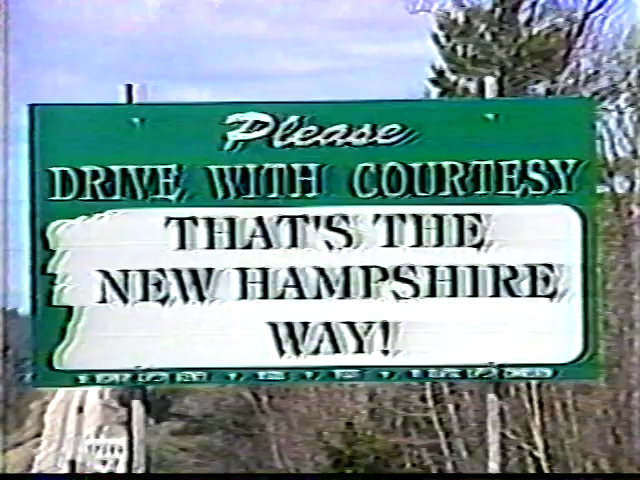 Please
DRIVE WITH COURTESY
THAT'S THE
NEW HAMPSHIRE
WAY!